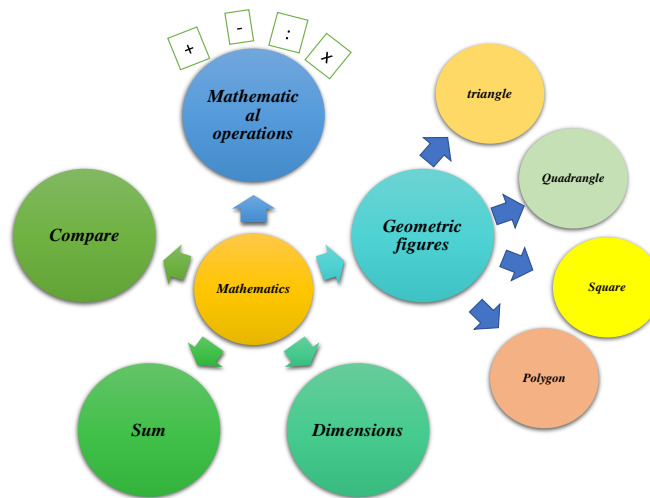 +
-
:
x
Mathematic
al
operations
triangle
Quadrangle
Compare
Geometric
figures
Mathematics
Square
Polygon
Sum
Dimensions